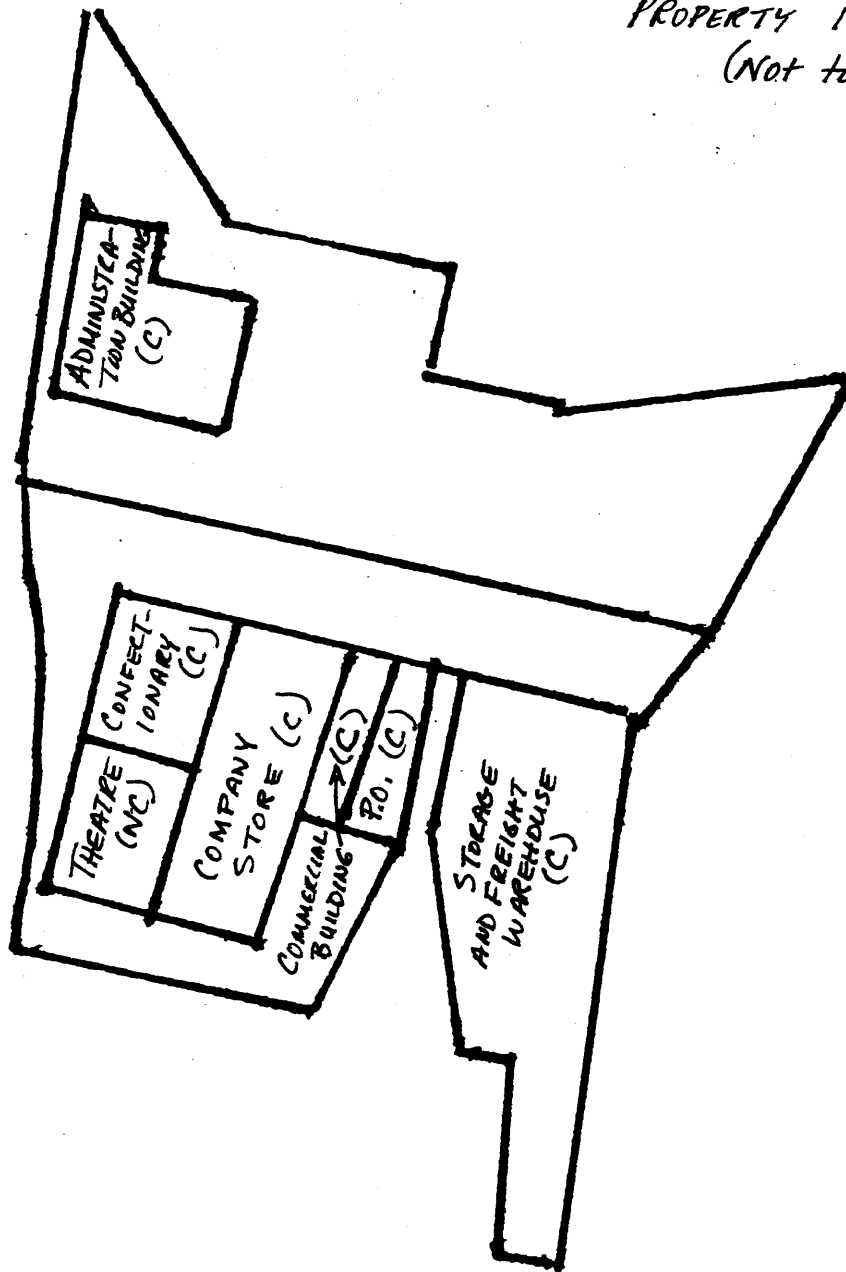 PROPERTY
(Not to
ADMINISTRA-
TION BUILDING
(C)
CONFECT-
IONARY
(C)
THEATRE
(NC)
COMPANY
STORE (C)
(C)
P.O. (C)
COMMERCIAL
BUILDING
STORAGE
AND FREIGHT
WAREHOUSE
(C)